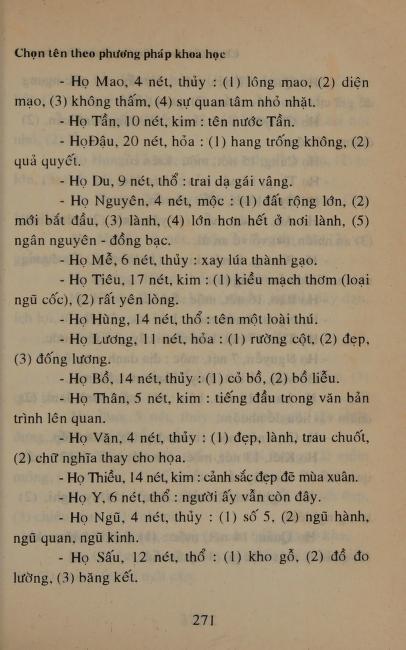 Chọn tên theo phương pháp khoa học
- Họ Mao, 4 nét, thủy : (1) lông mao, (2) diện
mạo, (3) không thấm, (4) sự quan tâm nhỏ nhặt.
- Họ Tần, 10 nét, kim : tên nước Tần.
- HọĐậu, 20 nét, hỏa : (1) hang trống không, (2)
quả quyết.
- Họ Du, 9 nét, thổ : trai dạ gái vâng.
- Họ Nguyên, 4 nét, mộc : (1) đất rộng lớn, (2)
mới bắt đầu, (3) lành, (4) lớn hơn hết ở nơi lành, (5)
ngân nguyên - đồng bạc.
- Họ Mễ, 6 nét, thủy : xay lúa thành gạo.
- Họ Tiêu, 17 nét, kim : (1) kiều mạch thơm (loại
ngũ cốc), (2) rất yên lòng.
- Họ Hùng, 14 nét, thổ : tên một loài thú.
- Họ Lương, 11 nét, hỏa : (1) rường cột, (2) đẹp,
(3) đống lương.
- Họ Bồ, 14 nét, thủy : (1) cỏ bồ, (2) bồ liễu.
- Họ Thân, 5 nét, kim : tiếng đầu trong văn bản
trình lên quan.
- Họ Văn, 4 nét, thủy : (1) đẹp, lành, trau chuốt,
(2) chữ nghĩa thay cho họa.
- Họ Thiều, 14 nét, kim : cảnh sắc đẹp đẽ mùa xuân.
- Họ Y, 6 nét, thổ : người ấy vẫn còn đây.
- Họ Ngũ, 4 nét, thủy : (1) số 5, (2) ngũ hành,
ngũ quan, ngũ kinh.
- Họ Sấu, 12 nét, thổ : (1) kho gỗ, (2) đồ đo
lường, (3) băng kết.
271